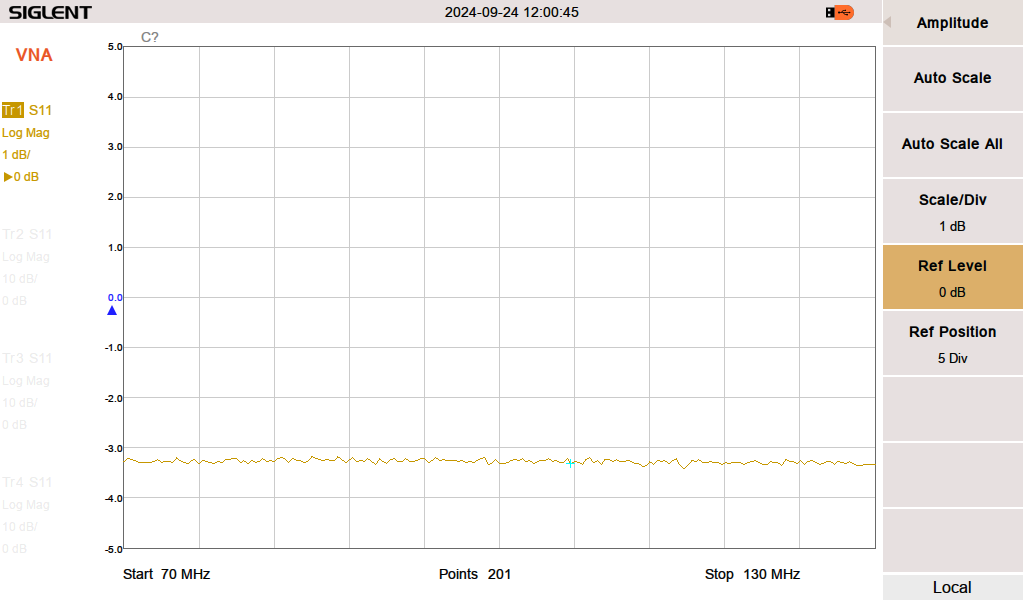 SIGLENT
2024-09-24 12:00:45
VNA
C?
Tr1 S11
Log Mag
1 dB/
▶0 dB
Tr2 S11
Log Mag
10 dB/
0 dB
Tr3 S11
Log Mag
10 dB/
0 dB
Tr4 S11
Log Mag
10 dB/
0 dB
5.0
4.0
3.0
2.0
1.0
0.0
-1.0
-2.0
-3.0
-4.0
-5.0
Start 70 MHz
Points 201
Stop 130 MHz
Amplitude
Auto Scale
Auto Scale All
Scale/Div
1 dB
Ref Level
0 dB
Ref Position
5 Div
Local